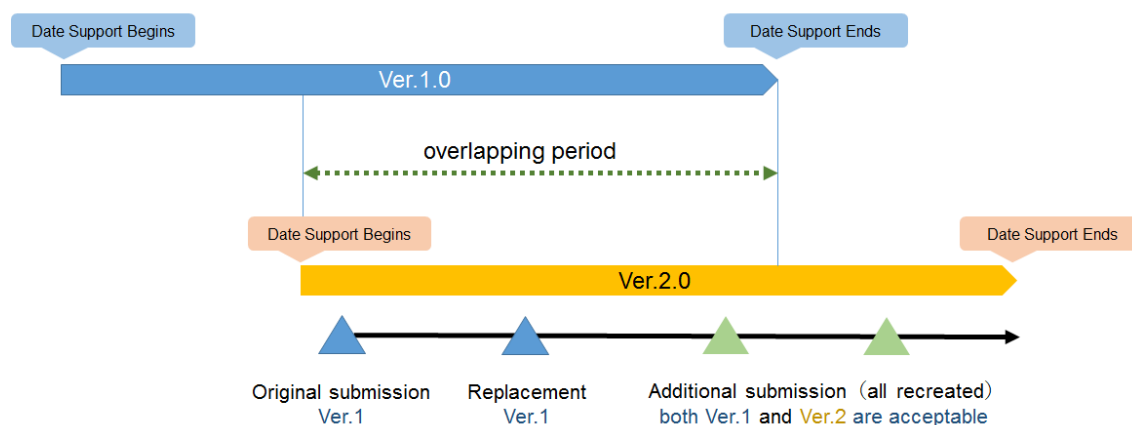 Date Support Begins
Date Support Ends
Ver.1.0
overlapping period
Date Support Begins
Date Support Ends
Ver.2.0
Original submission
Ver.1
Replacement
Ver.1
Additional submission（all recreated）
both Ver.1 and Ver.2 are acceptable